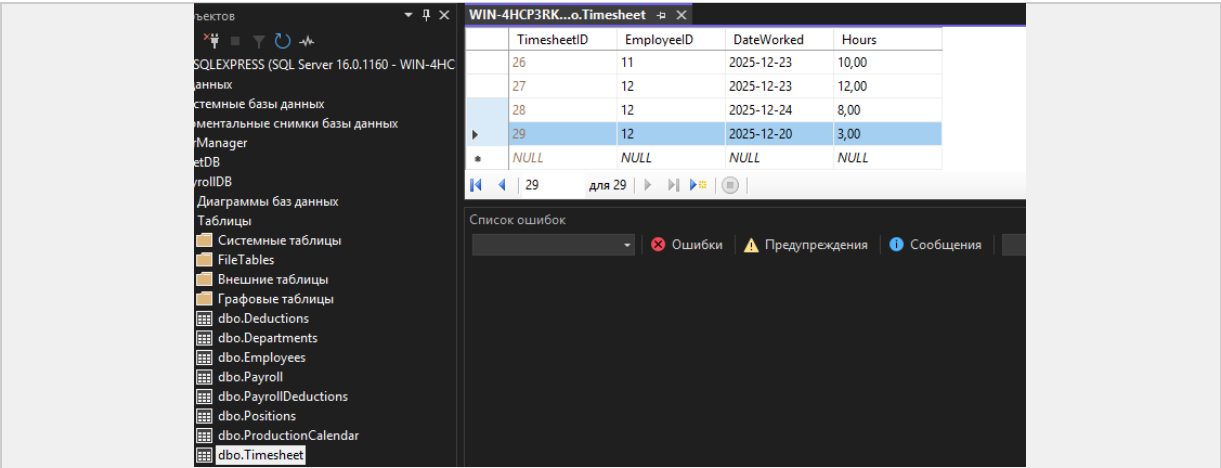 ъектов
SQLEXPRESS (SQL Server 16.0.1160 - WIN-4HC
анных
стемные базы данных
оментальные снимки базы данных
rManager
etDB
rollDB
Диаграммы баз данных
Таблицы
Системные таблицы
FileTables
Внешние таблицы
Графовые таблицы
dbo.Deductions
dbo.Departments
dbo.Employees
dbo.Payroll
dbo.PayrollDeductions
dbo.Positions
dbo.ProductionCalendar
dbo.Timesheet
WIN-4HCP3RK...o.Timesheet
TimesheetID EmployeeID DateWorked Hours
26 11 2025-12-23 10,00
27 12 2025-12-23 12,00
28 12 2025-12-24 8,00
29 12 2025-12-20 3,00
NULL NULL NULL NULL
29 для 29
Список ошибок
Ошибки Предупреждения Сообщения